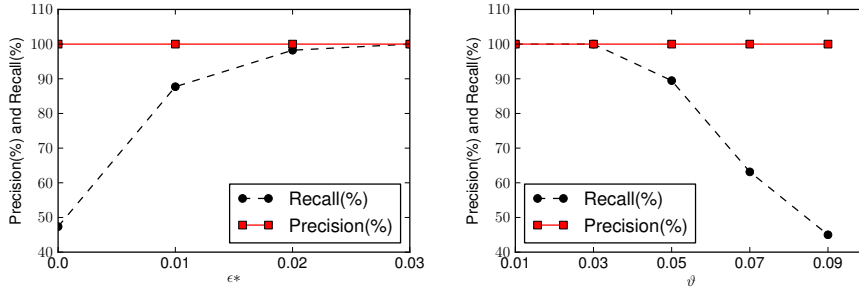 110
100
90
80
70
60
50
40
Precision(%) and Recall(%)
Recall(%)
Precision(%)
0.0 0.01 0.02 0.03
ϵ*
110
100
90
80
70
60
50
40
Precision(%) and Recall(%)
Recall(%)
Precision(%)
0.01 0.03 0.05 0.07 0.09
ϑ